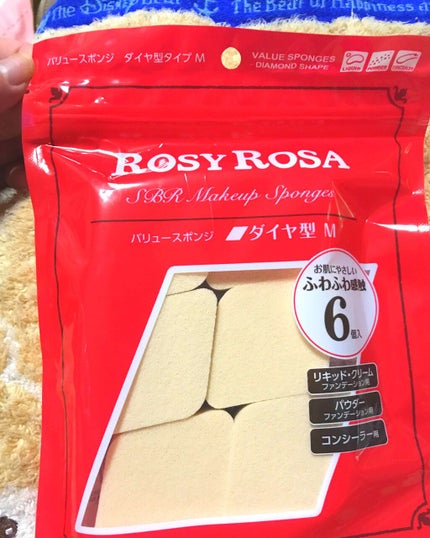 The Disney Bear The Bear of Happiness a
バリュースポンジ ダイヤ型タイプ M
VALUE SPONGES
DIAMOND SHAPE
ROSY ROSA
SBR Makeup Sponges
バリュースポンジ ダイヤ型 M
お肌にやさしい
ふわふわ感触
6個入
リキッド・クリーム
ファンデーション用
パウダー
ファンデーション用
コンシーラー用